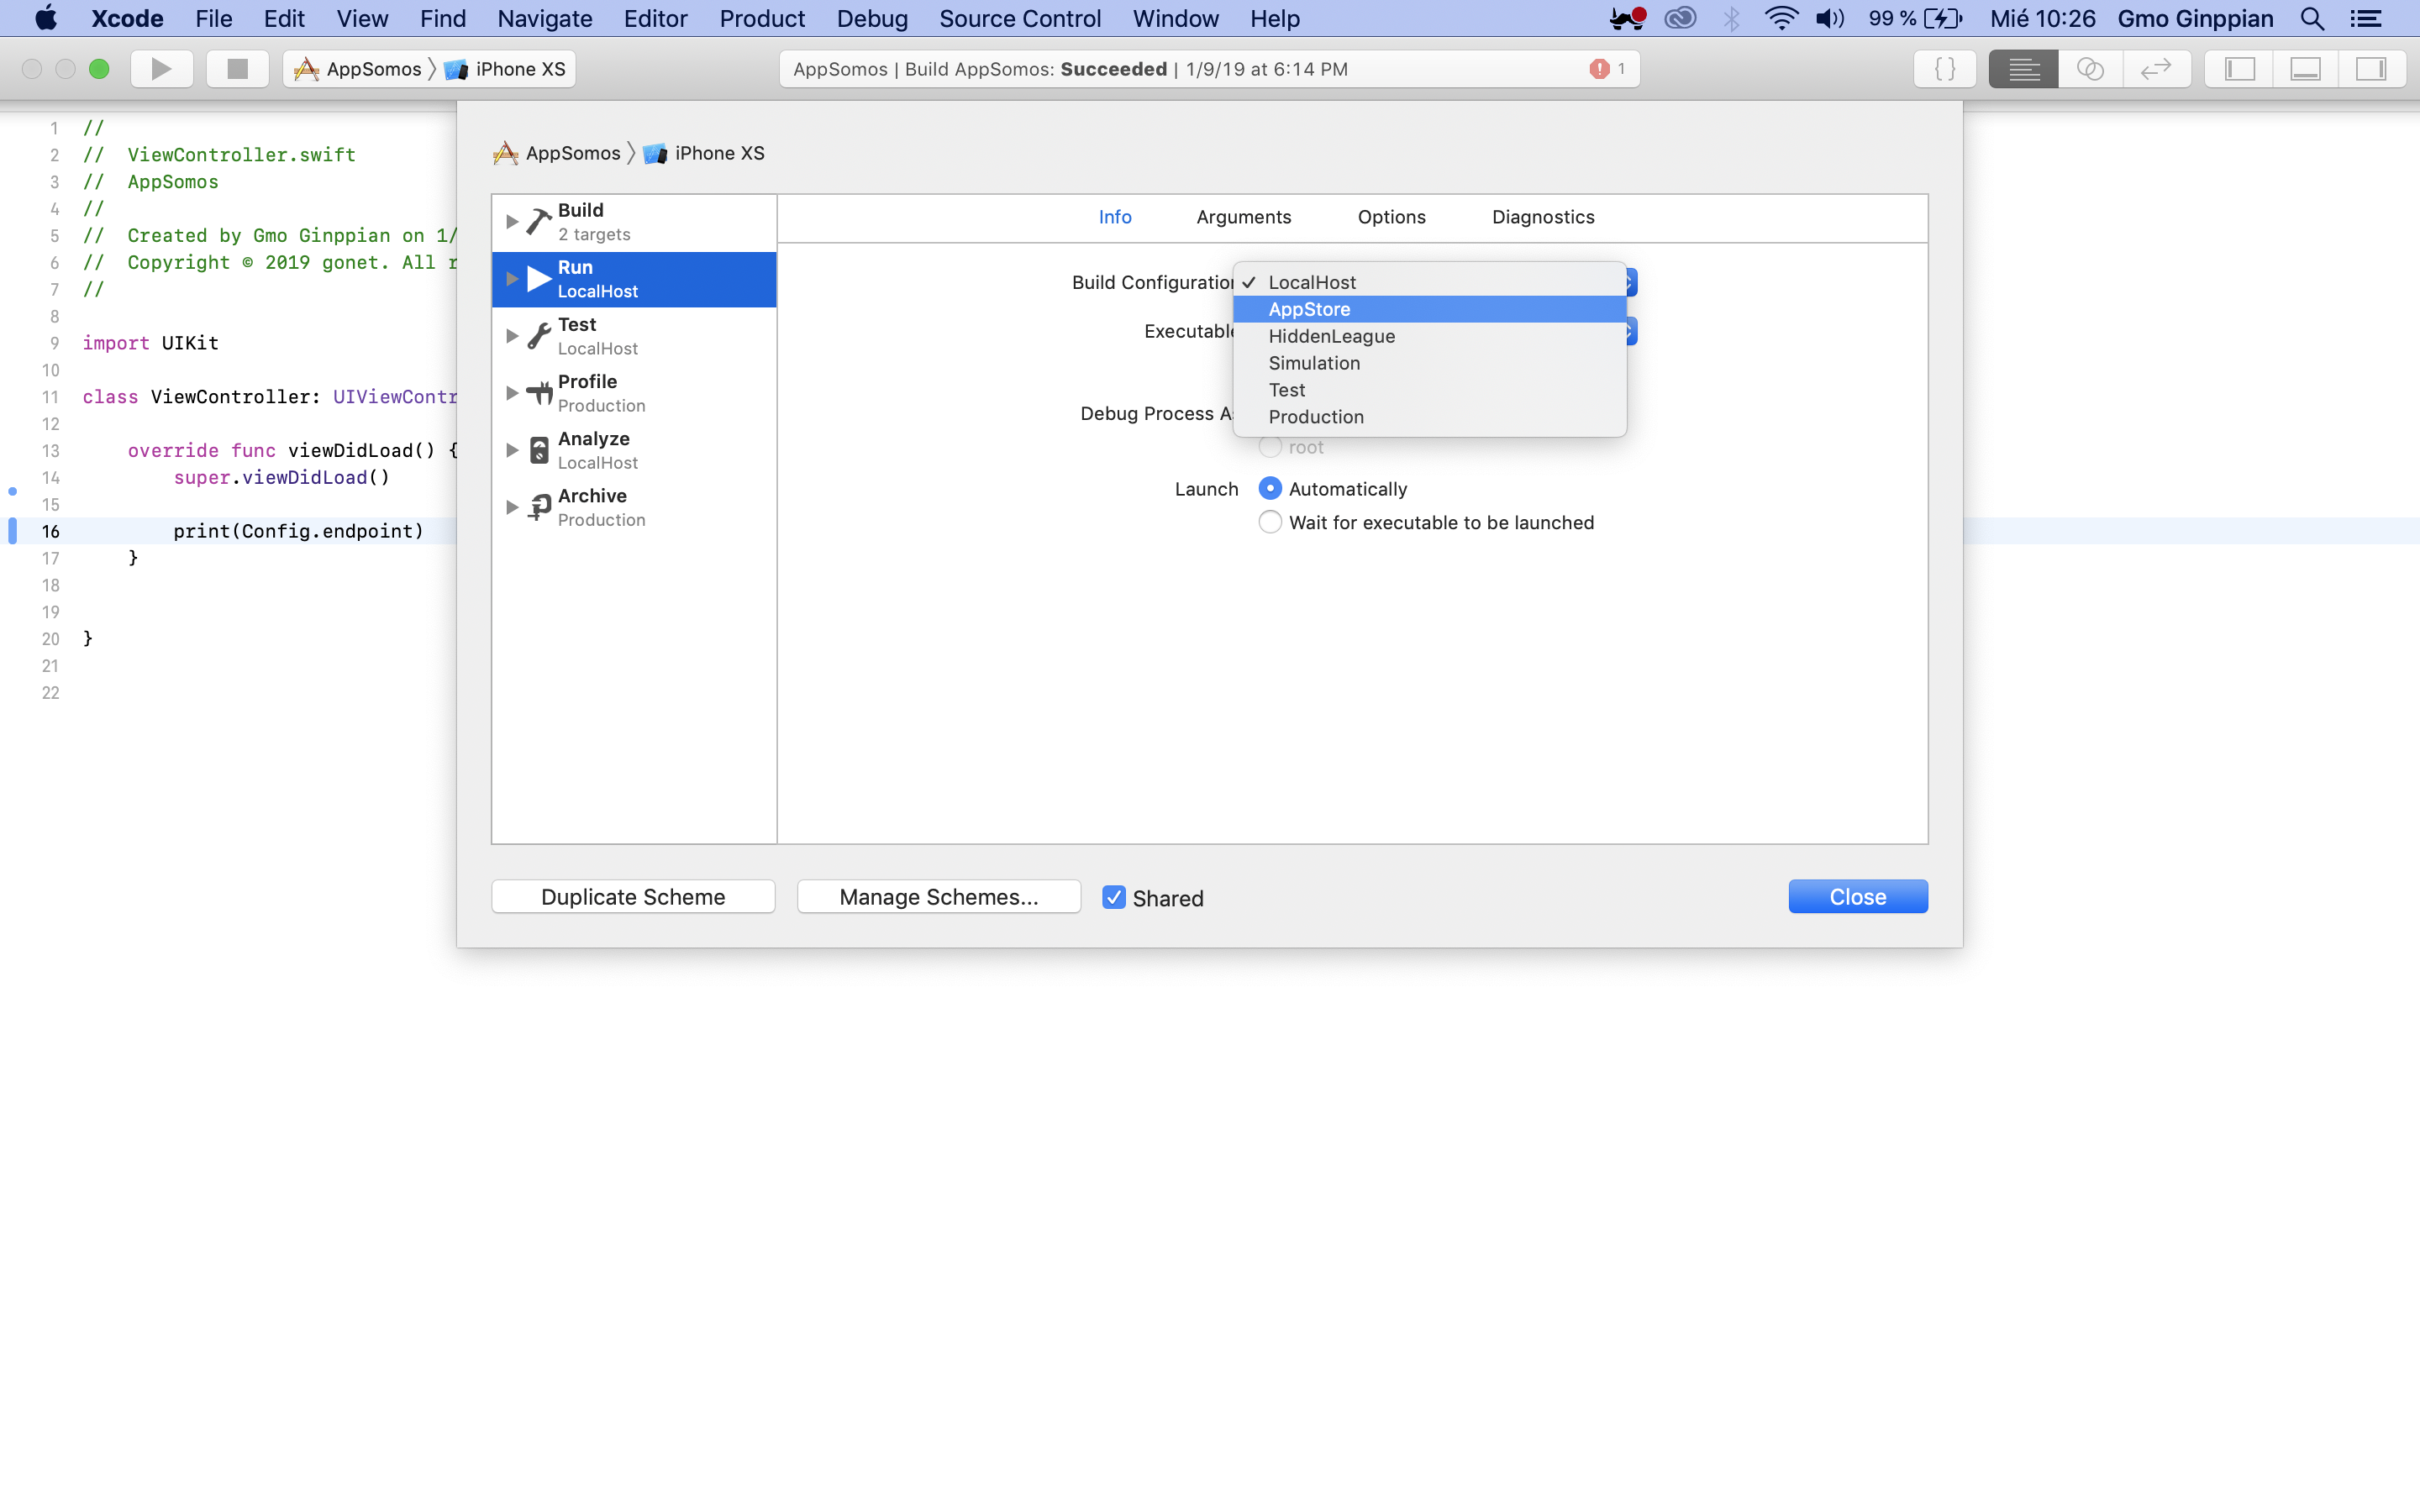 Xcode File Edit View Find Navigate Editor Product Debug Source Control Window Help 99 % Mié 10:26 Gmo Ginppian
AppSomos iPhone XS AppSomos | Build AppSomos: Succeeded | 1/9/19 at 6:14 PM 1 { }
1 //
2 // ViewController.swift
3 // AppSomos
4 //
5 // Created by Gmo Ginppian on 1/
6 // Copyright © 2019 gonet. All r
7 //
8
9 import UIKit
10
11 class ViewController: UIViewContr
12
13 override func viewDidLoad() {
14 super.viewDidLoad()
15
16 print(Config.endpoint)
17 }
18
19
20 }
21
22
AppSomos iPhone XS
Build
2 targets
Run
LocalHost
Test
LocalHost
Profile
Production
Analyze
LocalHost
Archive
Production
Info Arguments Options Diagnostics
Build Configuration
✓ LocalHost
AppStore
HiddenLeague
Simulation
Test
Production
Executable
Debug Process A
root
Launch Automatically
Wait for executable to be launched
Duplicate Scheme Manage Schemes... Shared Close